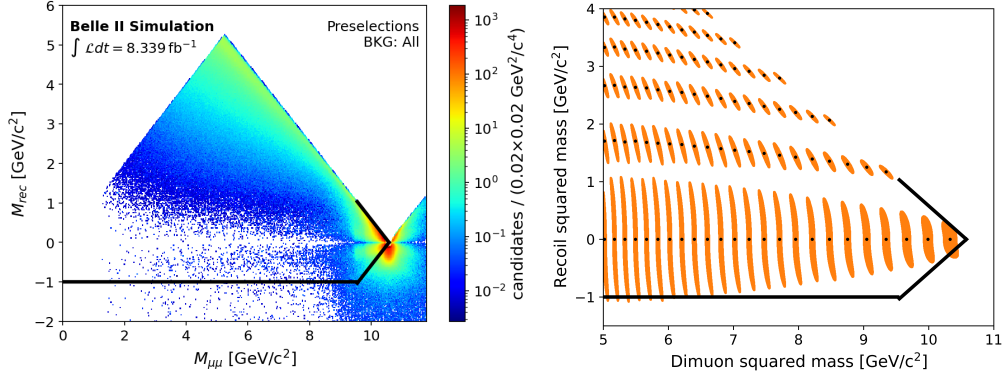 Belle II Simulation
∫ ℒdt = 8.339 fb⁻¹
Preselections
BKG: All
M_rec [GeV/c²]
6
5
4
3
2
1
0
−1
−2
0 2 4 6 8 10
M_μμ [GeV/c²]
10³
10²
10¹
10⁰
10⁻¹
10⁻²
candidates / (0.02×0.02 GeV²/c⁴)
Recoil squared mass [GeV/c²]
4
3
2
1
0
−1
5 6 7 8 9 10 11
Dimuon squared mass [GeV/c²]